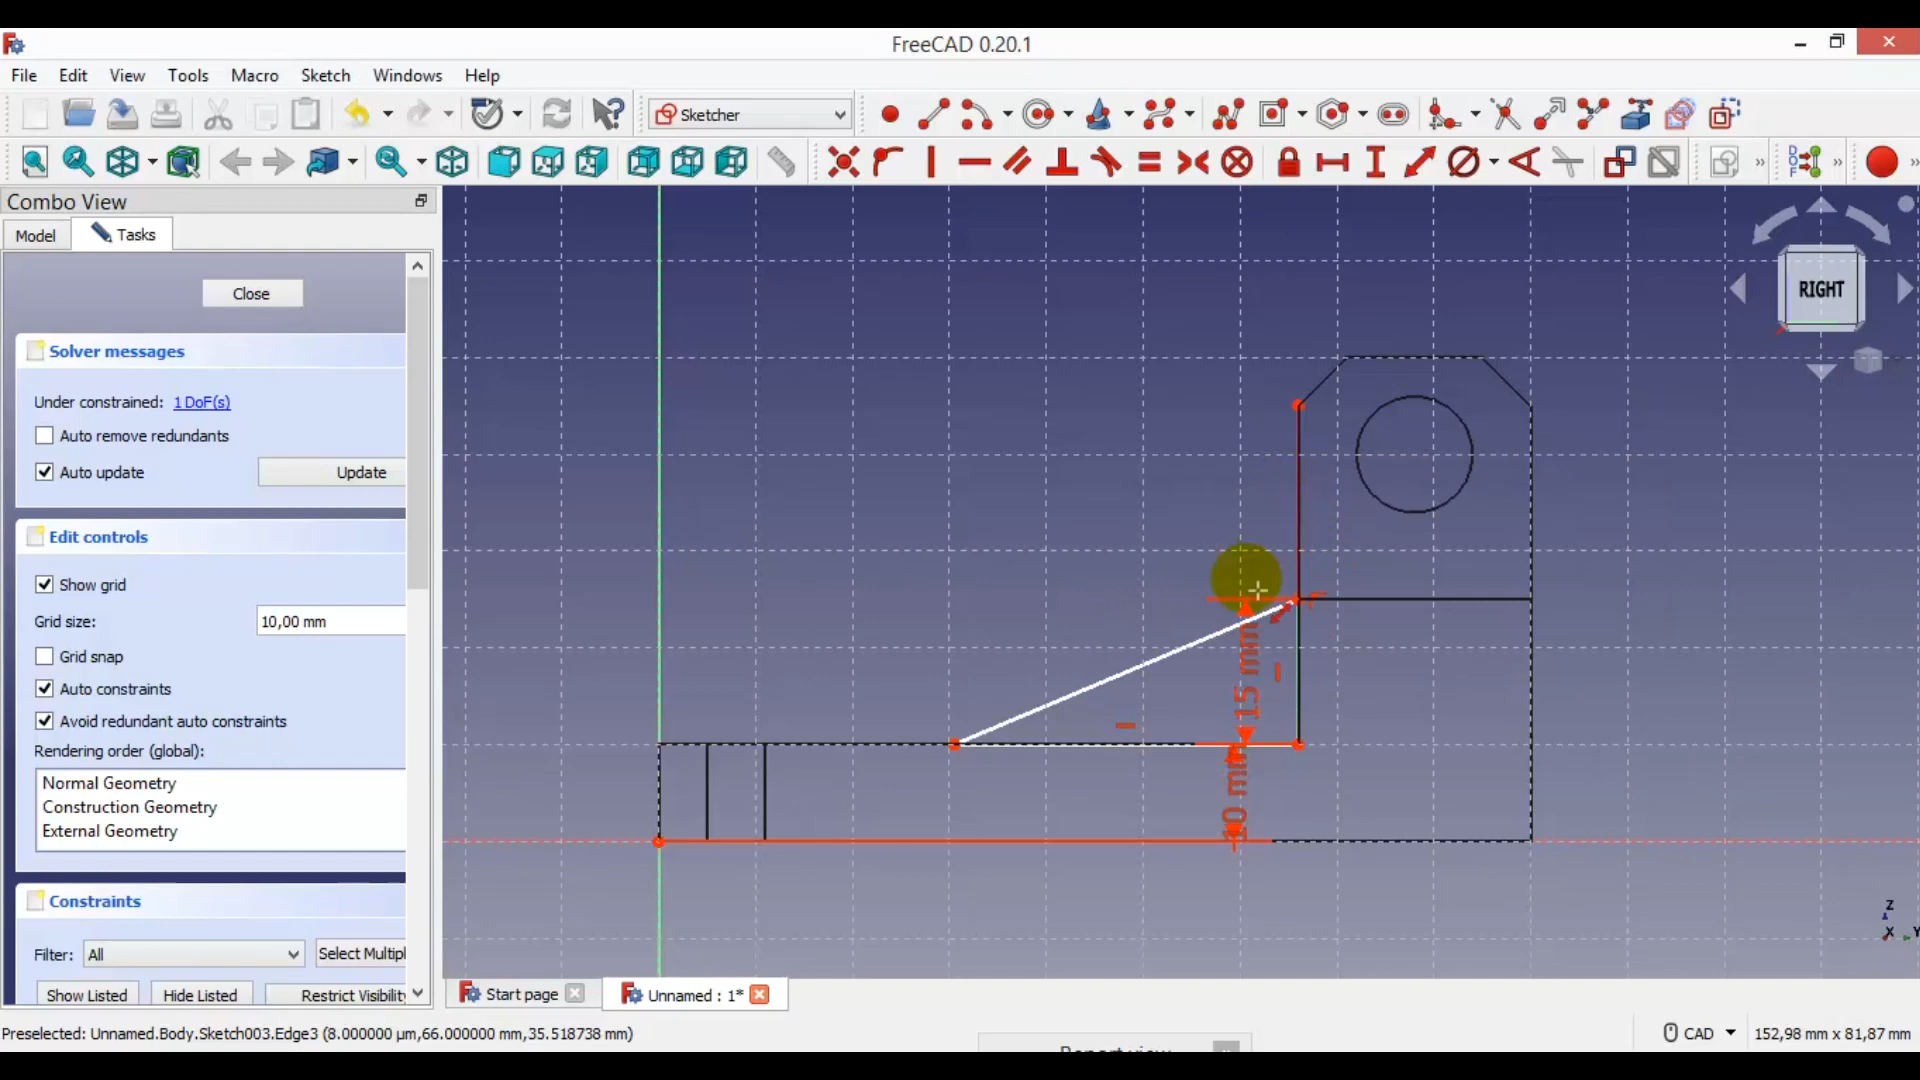 FreeCAD 0.20.1
File Edit View Tools Macro Sketch Windows Help
Sketcher
Combo View
Model Tasks
Close
Solver messages
Under constrained: 1 DoF(s)
Auto remove redundants
Auto update Update
Edit controls
Show grid
Grid size: 10,00 mm
Grid snap
Auto constraints
Avoid redundant auto constraints
Rendering order (global):
Normal Geometry
Construction Geometry
External Geometry
Constraints
Filter: All Select Multipl
Show Listed Hide Listed Restrict Visibility
RIGHT
15 mm
10 mm
Z
X Y
Start page Unnamed : 1*
Preselected: Unnamed.Body.Sketch003.Edge3 (8.000000 µm,66.000000 mm,35.518738 mm)
CAD 152,98 mm x 81,87 mm